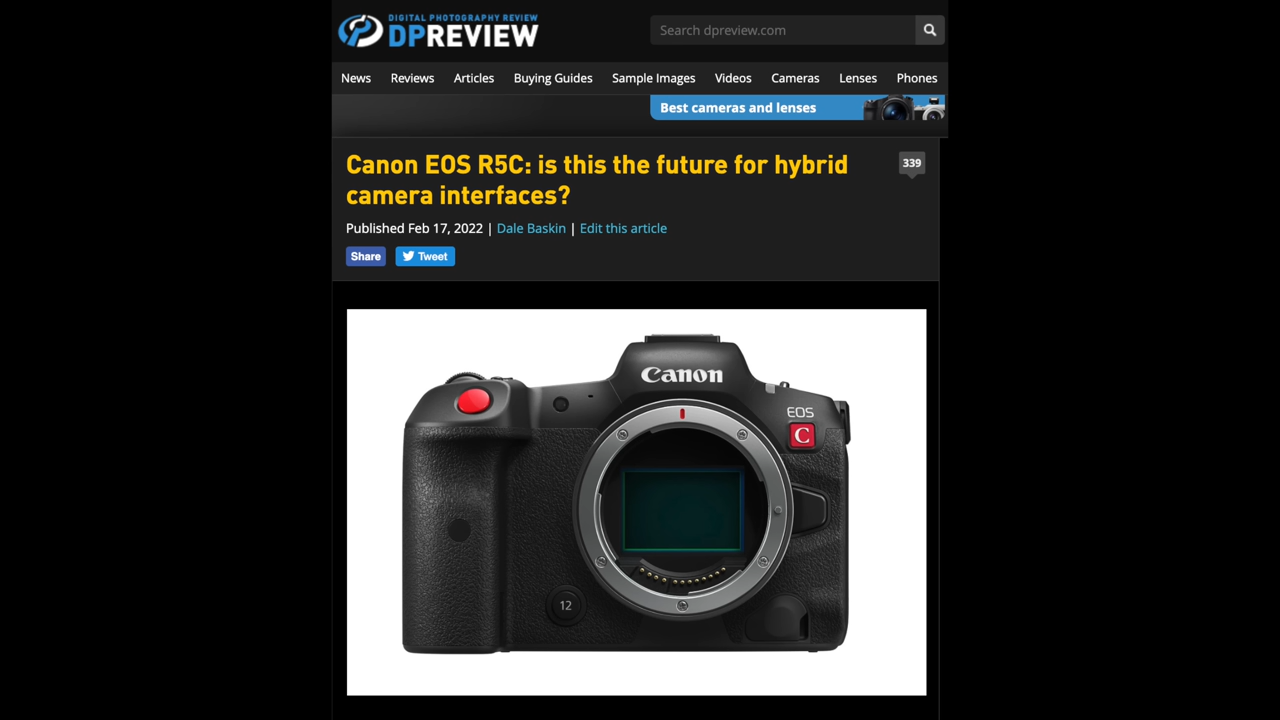 DIGITAL PHOTOGRAPHY REVIEW
DPREVIEW
Search dpreview.com
News Reviews Articles Buying Guides Sample Images Videos Cameras Lenses Phones
Best cameras and lenses
Canon EOS R5C: is this the future for hybrid
camera interfaces?
339
Published Feb 17, 2022 | Dale Baskin | Edit this article
Share Tweet
Canon
EOS
C
12